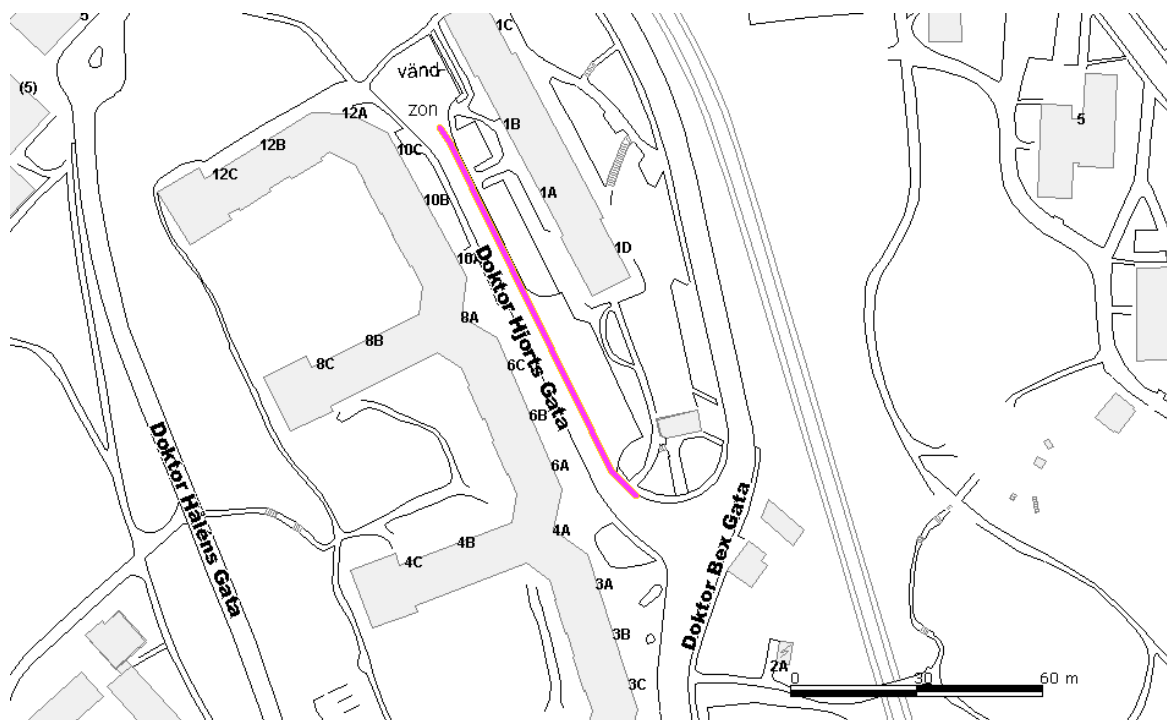 5
1C
(5)
vänd-
zon
12A
1B
5
12B
10C
12C
10B
1A
1D
10A
Doktor Hjorts Gata
8A
8B
8C
6C
6B
Doktor Håléns Gata
6A
4A
4B
4C
Doktor Bex Gata
3A
3B
2A
3C
0 30 60 m